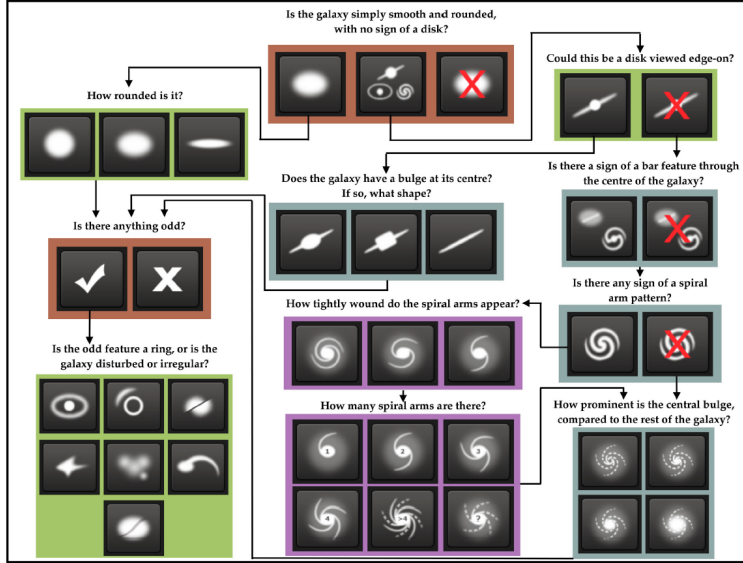 Is the galaxy simply smooth and rounded,
with no sign of a disk?
Could this be a disk viewed edge-on?
How rounded is it?
Does the galaxy have a bulge at its centre?
If so, what shape?
Is there a sign of a bar feature through
the centre of the galaxy?
Is there anything odd?
Is there any sign of a spiral
arm pattern?
How tightly wound do the spiral arms appear?
Is the odd feature a ring, or is the
galaxy disturbed or irregular?
How many spiral arms are there?
1
2
3
4
>4
?
How prominent is the central bulge,
compared to the rest of the galaxy?